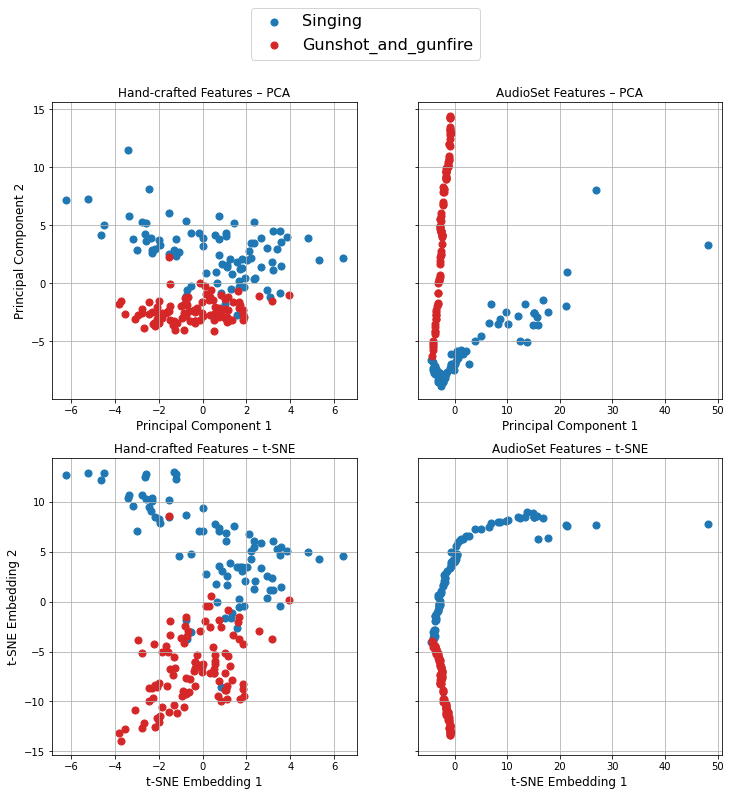 Singing
Gunshot_and_gunfire
Hand-crafted Features – PCA
AudioSet Features – PCA
15
10
5
0
−5
Principal Component 2
−6 −4 −2 0 2 4 6
0 10 20 30 40 50
Principal Component 1
Principal Component 1
Hand-crafted Features – t-SNE
AudioSet Features – t-SNE
10
5
0
−5
−10
−15
t-SNE Embedding 2
−6 −4 −2 0 2 4 6
0 10 20 30 40 50
t-SNE Embedding 1
t-SNE Embedding 1